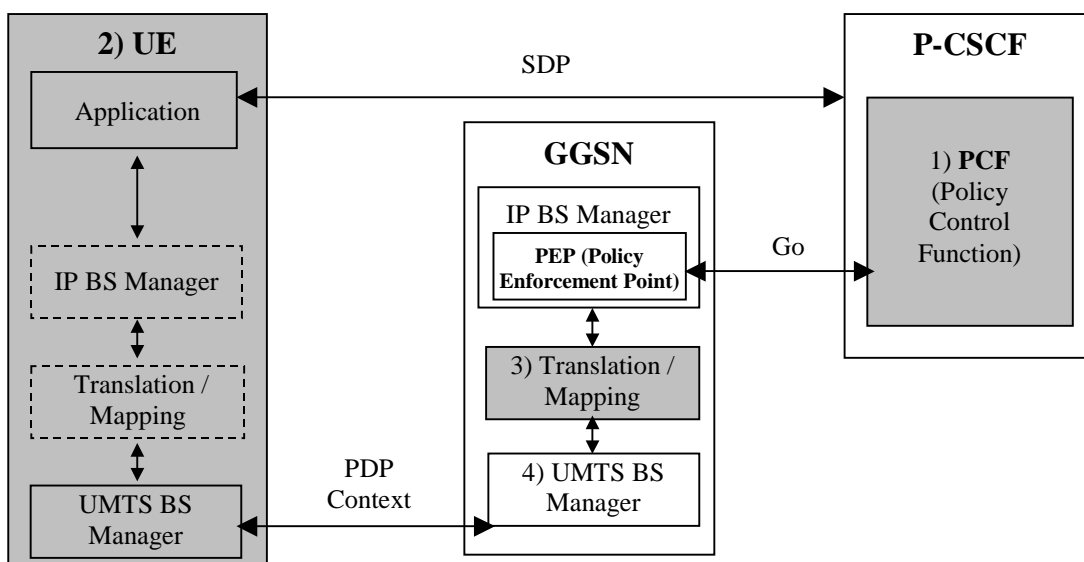 2) UE
Application
IP BS Manager
Translation /
Mapping
UMTS BS
Manager
SDP
PDP
Context
GGSN
IP BS Manager
PEP (Policy
Enforcement Point)
3) Translation /
Mapping
4) UMTS BS
Manager
Go
P-CSCF
1) PCF
(Policy
Control
Function)